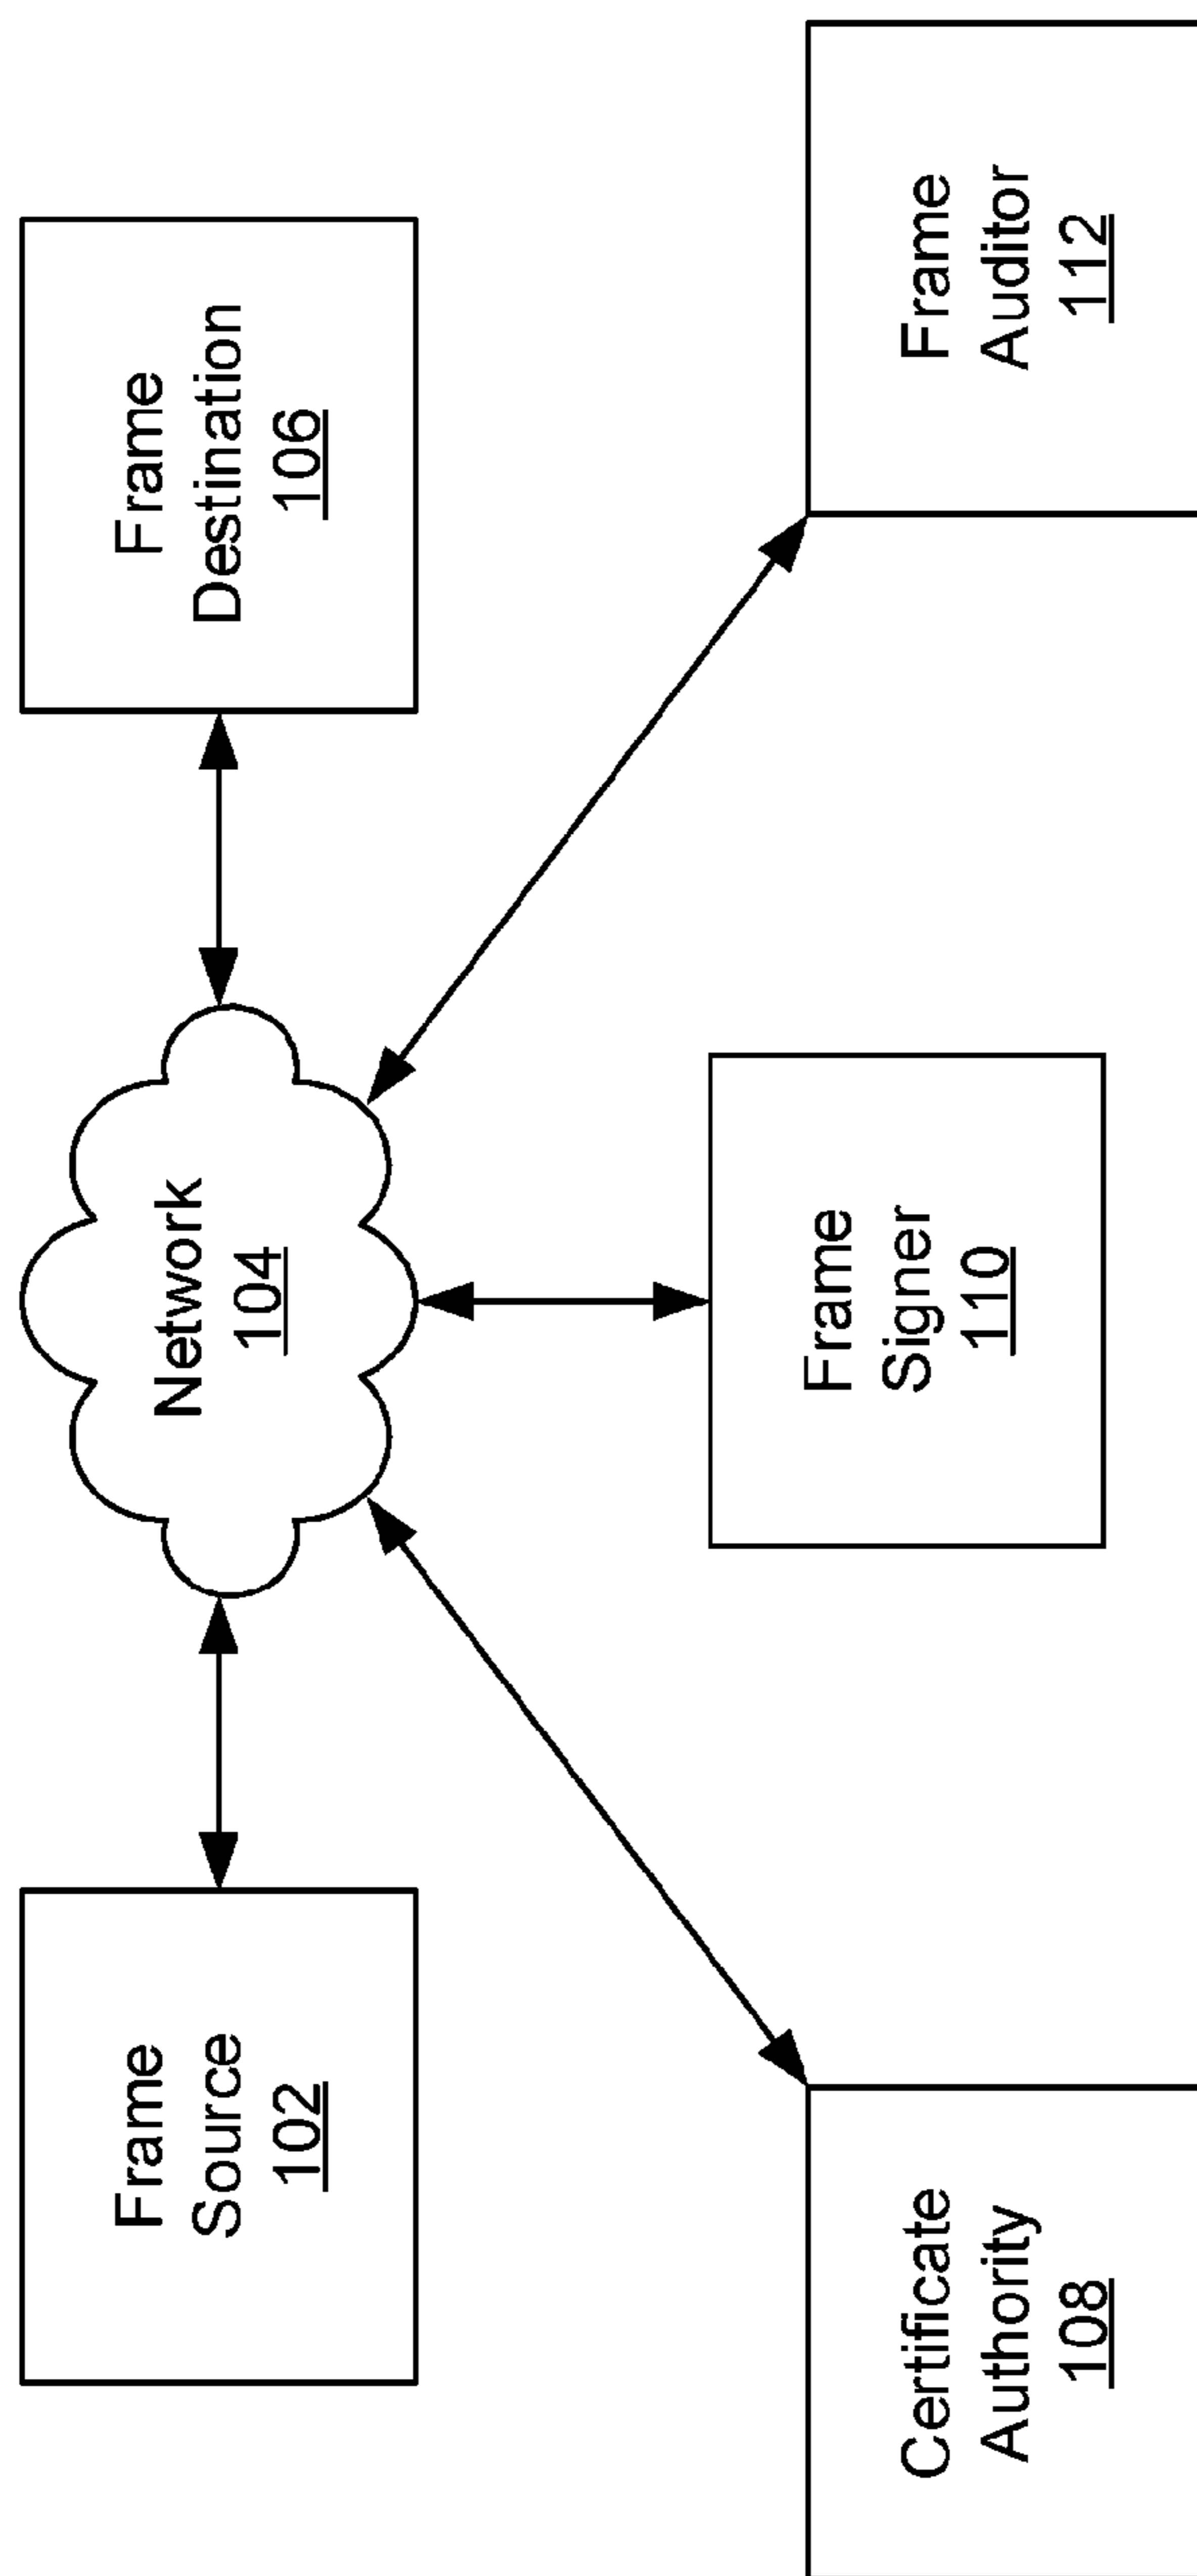 Frame
Source
102
Network
104
Frame
Destination
106
Certificate
Authority
108
Frame
Signer
110
Frame
Auditor
112